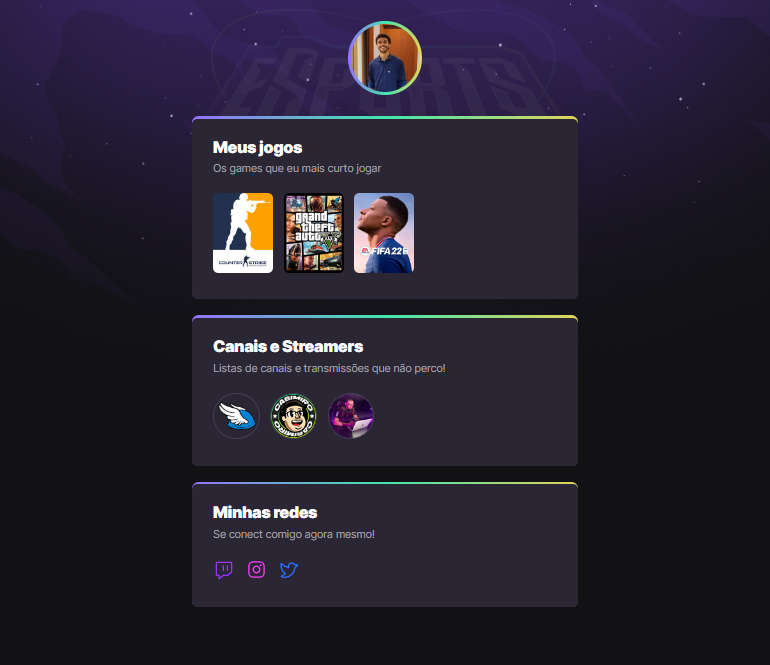 ESPORTS
Meus jogos
Os games que eu mais curto jogar
COUNTER STRIKE
grand
theft
auto
V
FIFA 22
Canais e Streamers
Listas de canais e transmissões que não perco!
CASIMIRO
CASIMIRO
Minhas redes
Se conect comigo agora mesmo!